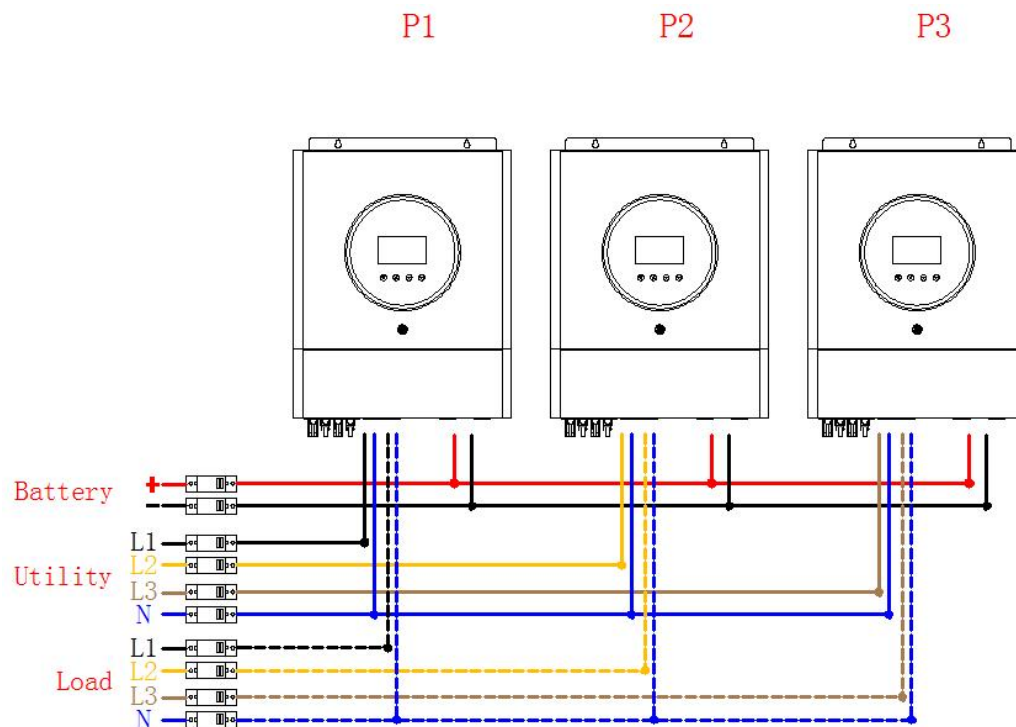 P1 P2 P3
Battery + -
Utility L1
L2
L3
N
Load L1
L2
L3
N